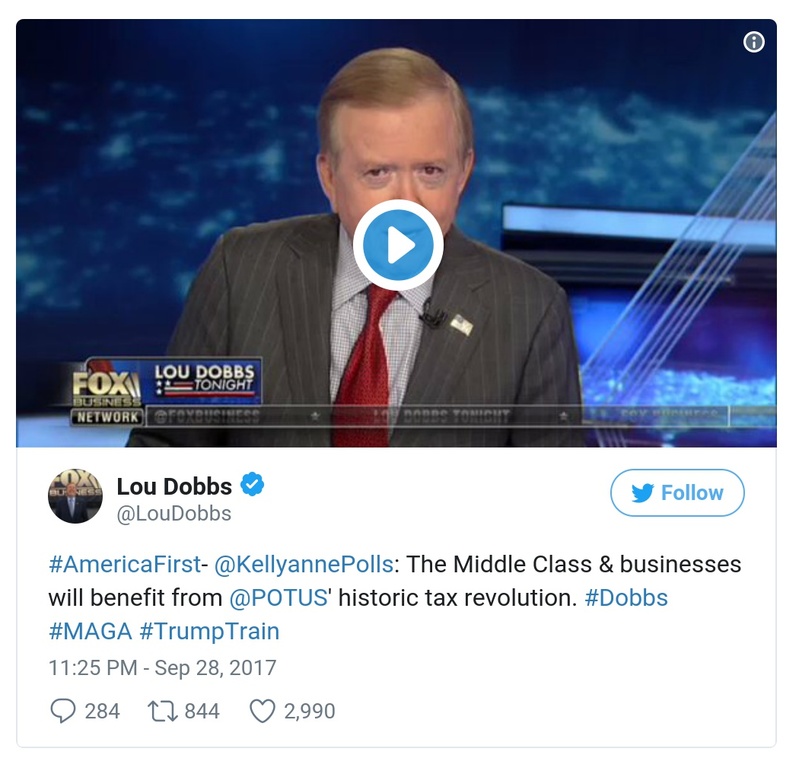 LOU DOBBS
TONIGHT
FOX
BUSINESS
NETWORK
@FOXBUSINESS LOU DOBBS TONIGHT FOX BUSINESS
Lou Dobbs
@LouDobbs
Follow
#AmericaFirst- @KellyannePolls: The Middle Class & businesses
will benefit from @POTUS' historic tax revolution. #Dobbs
#MAGA #TrumpTrain
11:25 PM - Sep 28, 2017
284 844 2,990